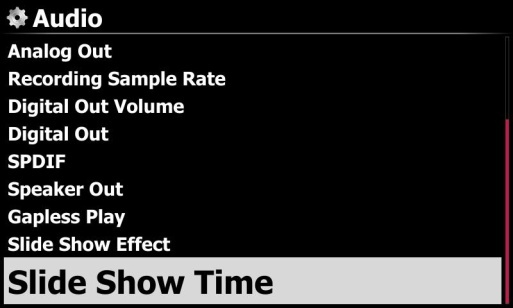 Audio
Analog Out
Recording Sample Rate
Digital Out Volume
Digital Out
SPDIF
Speaker Out
Gapless Play
Slide Show Effect
Slide Show Time